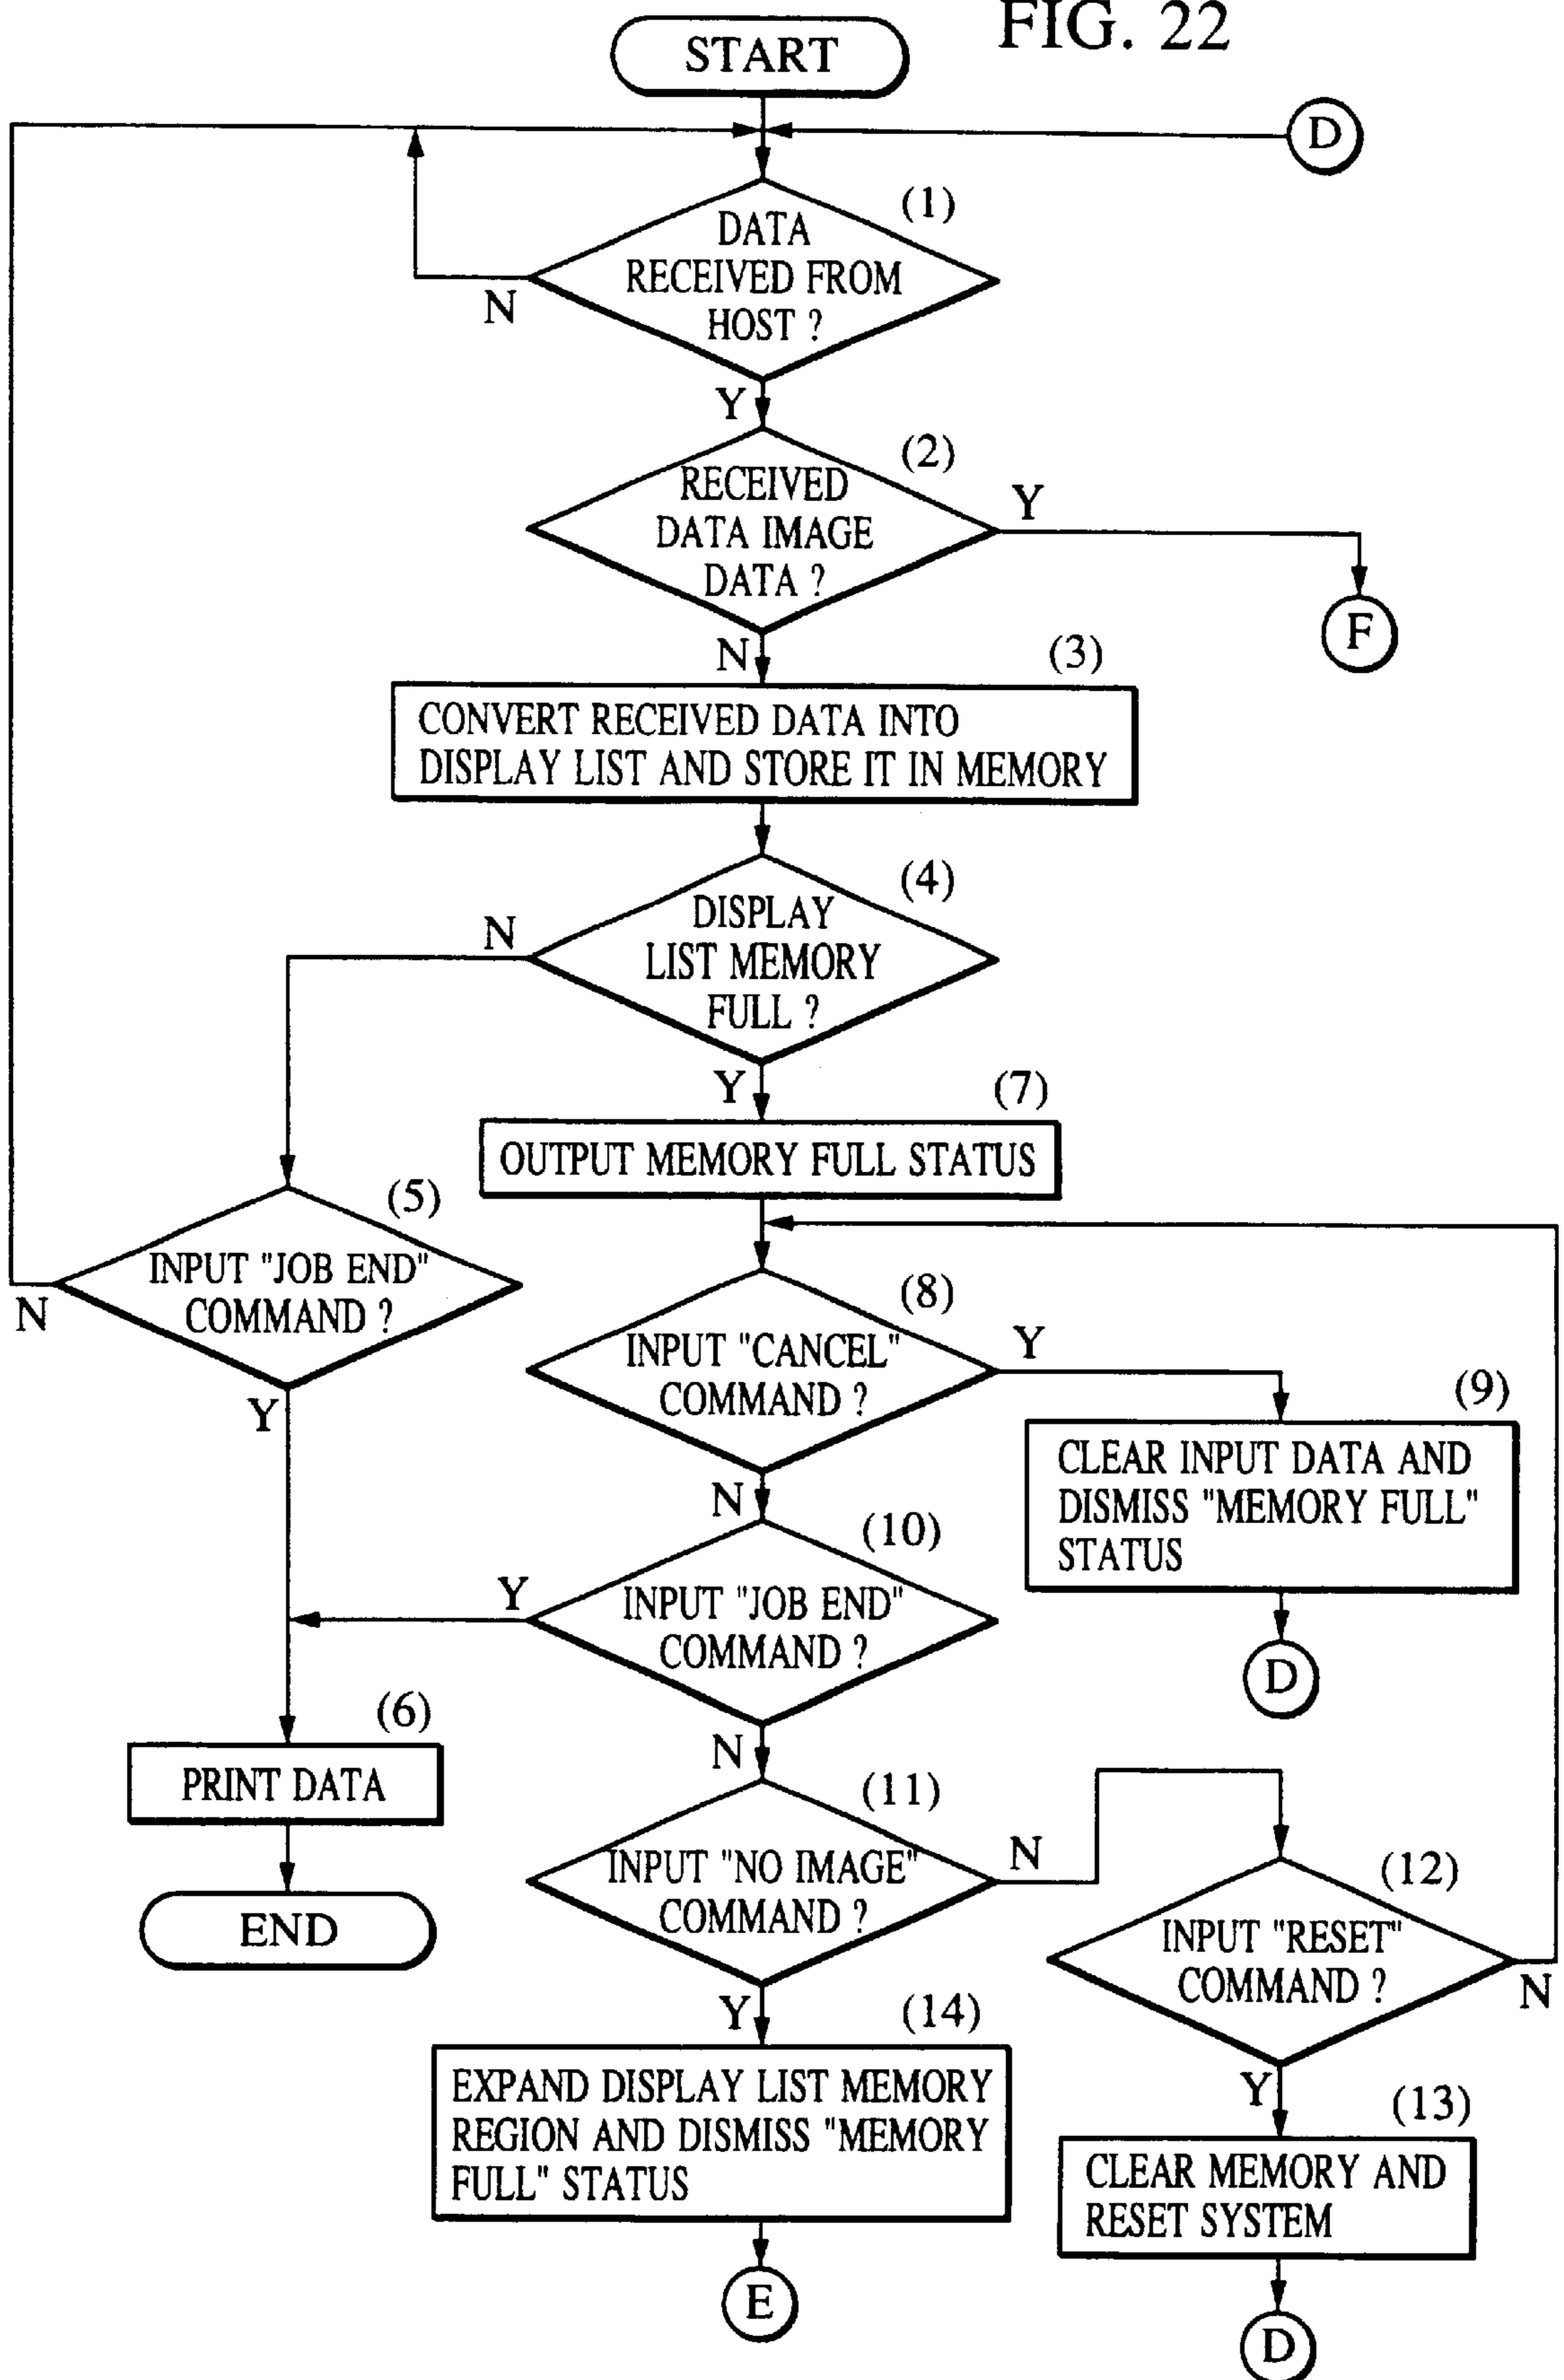 FIG. 22
START
D
(1)
DATA
RECEIVED FROM
HOST ?
N
Y
(2)
RECEIVED
DATA IMAGE
DATA ?
Y
F
N
(3)
CONVERT RECEIVED DATA INTO
DISPLAY LIST AND STORE IT IN MEMORY
(4)
DISPLAY
LIST MEMORY
FULL ?
N
Y
(7)
OUTPUT MEMORY FULL STATUS
(5)
INPUT "JOB END"
COMMAND ?
N
Y
(8)
INPUT "CANCEL"
COMMAND ?
Y
N
(9)
CLEAR INPUT DATA AND
DISMISS "MEMORY FULL"
STATUS
D
(10)
INPUT "JOB END"
COMMAND ?
Y
N
(6)
PRINT DATA
END
(11)
INPUT "NO IMAGE"
COMMAND ?
N
Y
(12)
INPUT "RESET"
COMMAND ?
N
Y
(14)
EXPAND DISPLAY LIST MEMORY
REGION AND DISMISS "MEMORY
FULL" STATUS
E
(13)
CLEAR MEMORY AND
RESET SYSTEM
D